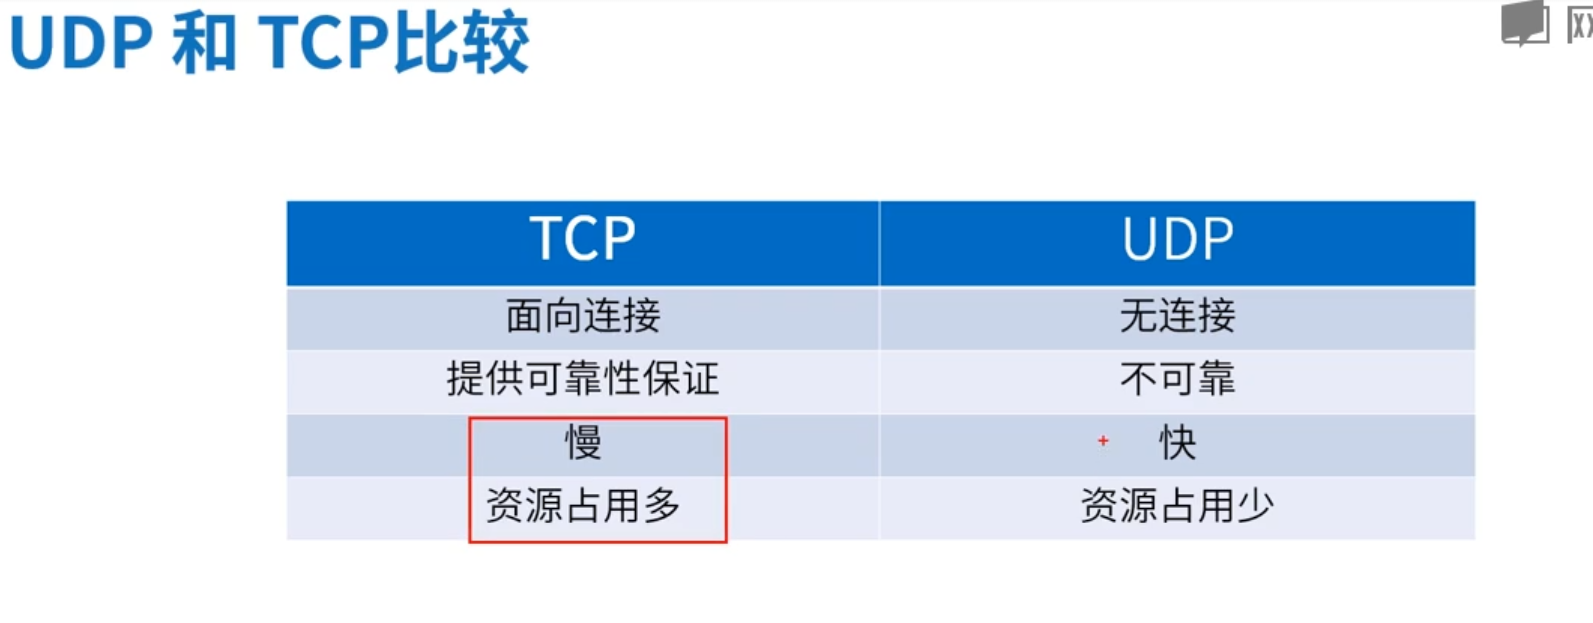 UDP 和 TCP比较
TCP UDP
面向连接 无连接
提供可靠性保证 不可靠
慢 快
资源占用多 资源占用少